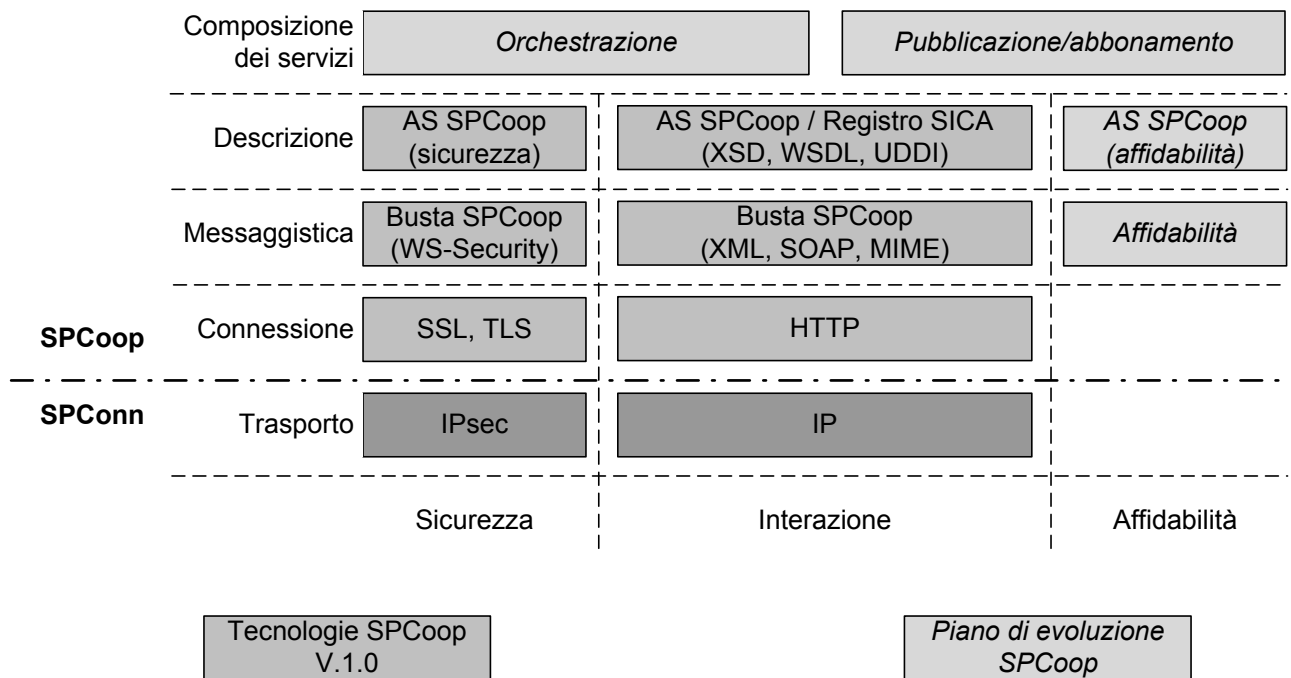 Composizione
dei servizi
Orchestrazione
Pubblicazione/abbonamento
Descrizione
AS SPCoop
(sicurezza)
AS SPCoop / Registro SICA
(XSD, WSDL, UDDI)
AS SPCoop
(affidabilità)
Messaggistica
Busta SPCoop
(WS-Security)
Busta SPCoop
(XML, SOAP, MIME)
Affidabilità
SPCoop
Connessione
SSL, TLS
HTTP
SPConn
Trasporto
IPsec
IP
Sicurezza
Interazione
Affidabilità
Tecnologie SPCoop
V.1.0
Piano di evoluzione
SPCoop